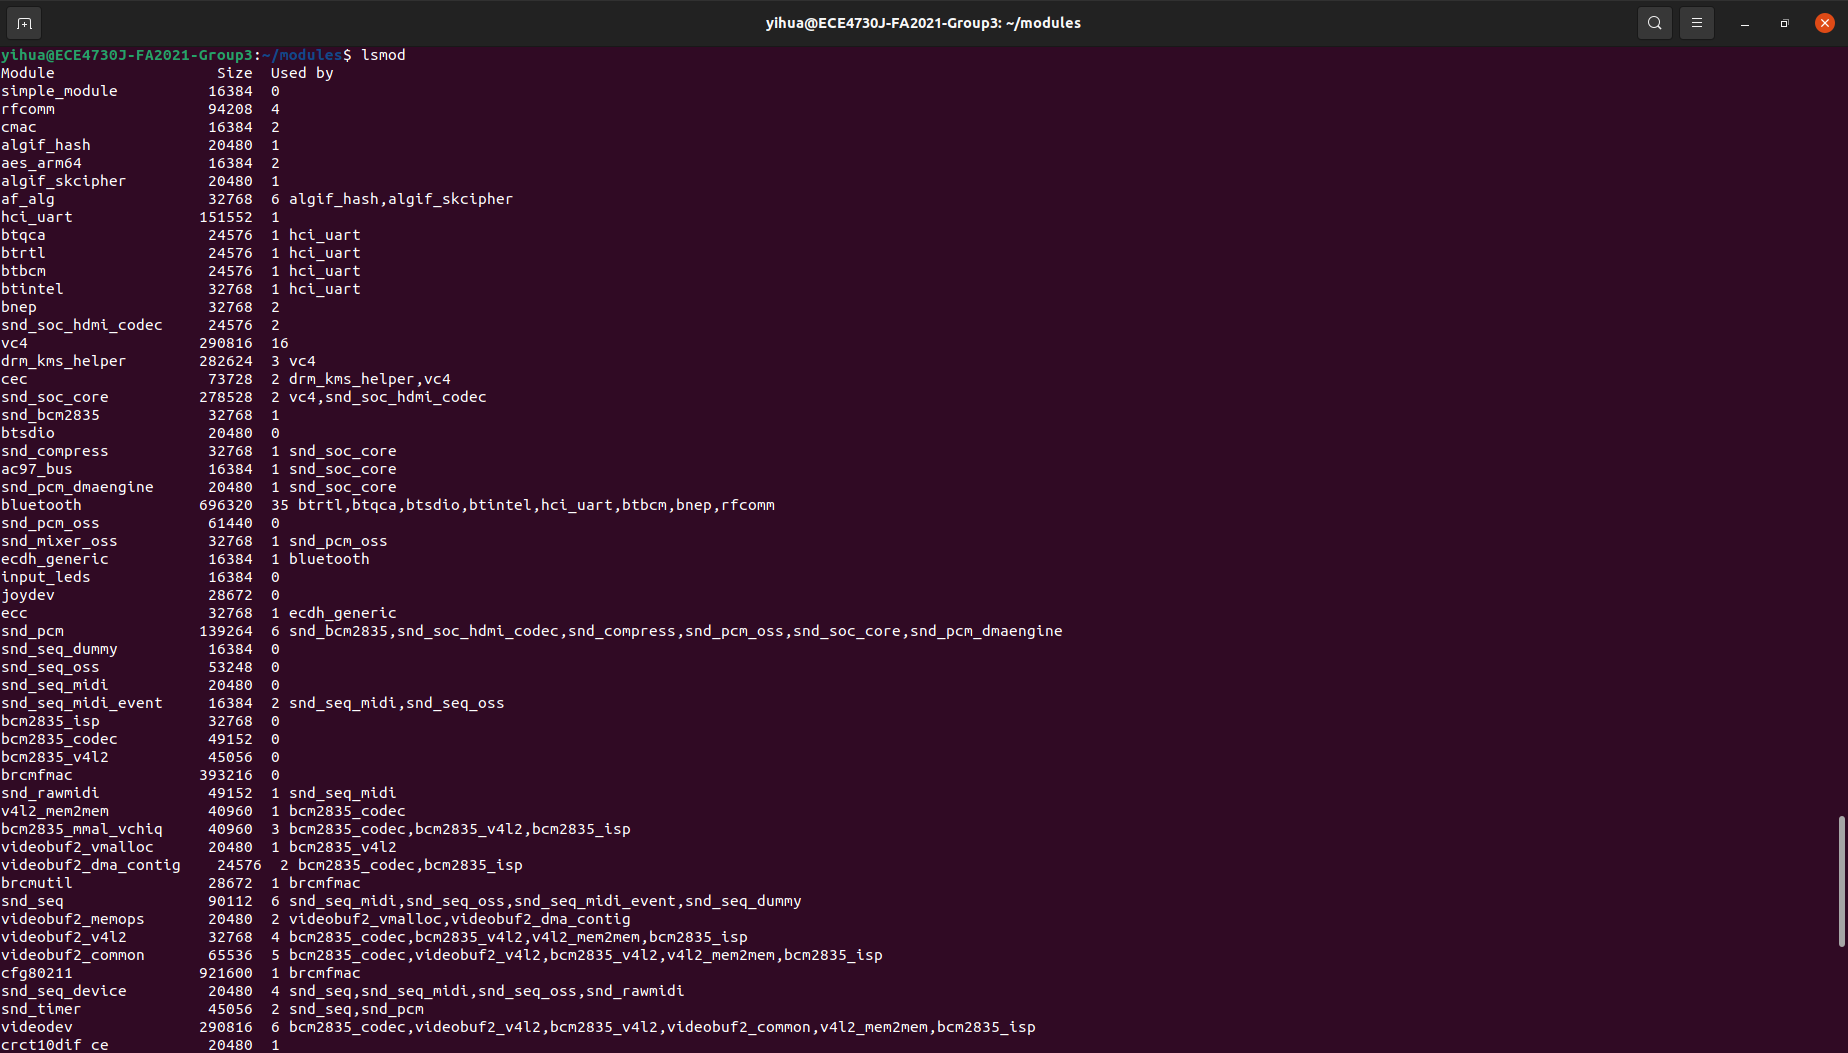 yihua@ECE4730J-FA2021-Group3: ~/modules
yihua@ECE4730J-FA2021-Group3:~/modules$ lsmod
Module                  Size  Used by
simple_module          16384  0
rfcomm                 94208  4
cmac                   16384  2
algif_hash             20480  1
aes_arm64              16384  2
algif_skcipher         20480  1
af_alg                 32768  6 algif_hash,algif_skcipher
hci_uart              151552  1
btqca                  24576  1 hci_uart
btrtl                  24576  1 hci_uart
btbcm                  24576  1 hci_uart
btintel                32768  1 hci_uart
bnep                   32768  2
snd_soc_hdmi_codec     24576  2
vc4                   290816  16
drm_kms_helper        282624  3 vc4
cec                    73728  2 drm_kms_helper,vc4
snd_soc_core          278528  2 vc4,snd_soc_hdmi_codec
snd_bcm2835            32768  1
btsdio                 20480  0
snd_compress           32768  1 snd_soc_core
ac97_bus               16384  1 snd_soc_core
snd_pcm_dmaengine      20480  1 snd_soc_core
bluetooth             696320  35 btrtl,btqca,btsdio,btintel,hci_uart,btbcm,bnep,rfcomm
snd_pcm_oss            61440  0
snd_mixer_oss          32768  1 snd_pcm_oss
ecdh_generic           16384  1 bluetooth
input_leds             16384  0
joydev                 28672  0
ecc                    32768  1 ecdh_generic
snd_pcm               139264  6 snd_bcm2835,snd_soc_hdmi_codec,snd_compress,snd_pcm_oss,snd_soc_core,snd_pcm_dmaengine
snd_seq_dummy          16384  0
snd_seq_oss            53248  0
snd_seq_midi           20480  0
snd_seq_midi_event     16384  2 snd_seq_midi,snd_seq_oss
bcm2835_isp            32768  0
bcm2835_codec          49152  0
bcm2835_v4l2           45056  0
brcmfmac              393216  0
snd_rawmidi            49152  1 snd_seq_midi
v4l2_mem2mem           40960  1 bcm2835_codec
bcm2835_mmal_vchiq     40960  3 bcm2835_codec,bcm2835_v4l2,bcm2835_isp
videobuf2_vmalloc      20480  1 bcm2835_v4l2
videobuf2_dma_contig    24576  2 bcm2835_codec,bcm2835_isp
brcmutil               28672  1 brcmfmac
snd_seq                90112  6 snd_seq_midi,snd_seq_oss,snd_seq_midi_event,snd_seq_dummy
videobuf2_memops       20480  2 videobuf2_vmalloc,videobuf2_dma_contig
videobuf2_v4l2         32768  4 bcm2835_codec,bcm2835_v4l2,v4l2_mem2mem,bcm2835_isp
videobuf2_common       65536  5 bcm2835_codec,videobuf2_v4l2,bcm2835_v4l2,v4l2_mem2mem,bcm2835_isp
cfg80211              921600  1 brcmfmac
snd_seq_device         20480  4 snd_seq,snd_seq_midi,snd_seq_oss,snd_rawmidi
snd_timer              45056  2 snd_seq,snd_pcm
videodev              290816  6 bcm2835_codec,videobuf2_v4l2,bcm2835_v4l2,videobuf2_common,v4l2_mem2mem,bcm2835_isp
crct10dif_ce           20480  1